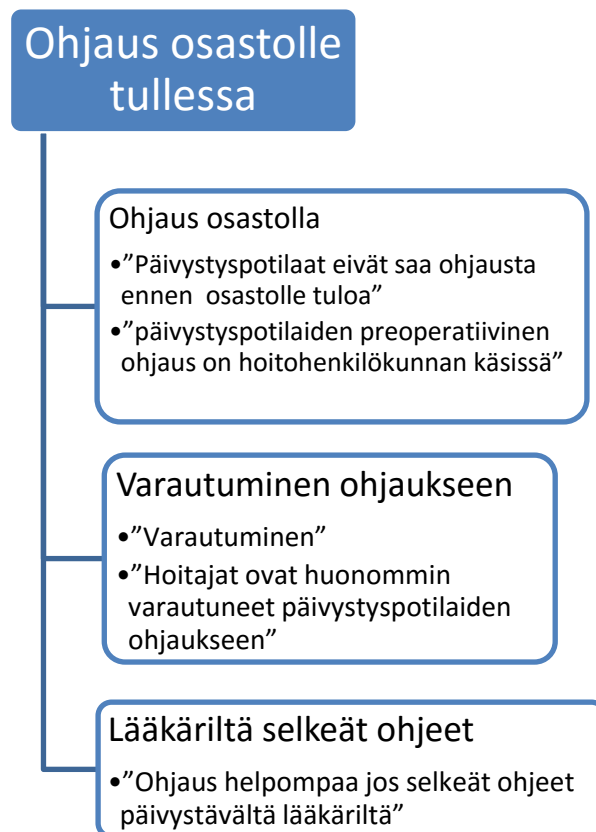 Ohjaus osastolle
tullessa
Ohjaus osastolla
•”Päivystyspotilaat eivät saa ohjausta
ennen osastolle tuloa”
•”päivystyspotilaiden preoperatiivinen
ohjaus on hoitohenkilökunnan käsissä”
Varautuminen ohjaukseen
•”Varautuminen”
•”Hoitajat ovat huonommin
varautuneet päivystyspotilaiden
ohjaukseen”
Lääkäriltä selkeät ohjeet
•”Ohjaus helpompaa jos selkeät ohjeet
päivystävältä lääkäriltä”